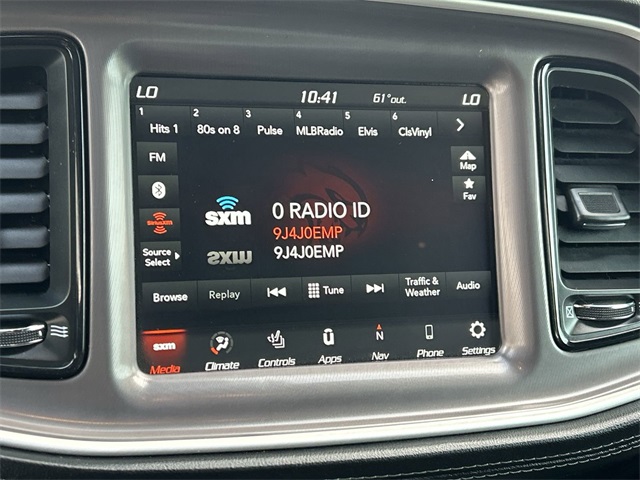 LO 10:41 61°out. LO
1 2 3 4 5 6
Hits 1 80s on 8 Pulse MLBRadio Elvis ClsVinyl
FM
Map
Fav
SiriusXM
sxm
0 RADIO ID
9J4J0EMP
9J4J0EMP
Source
Select
Browse Replay Tune Traffic & Weather Audio
sxm
Media Climate Controls Apps N Nav Phone Settings